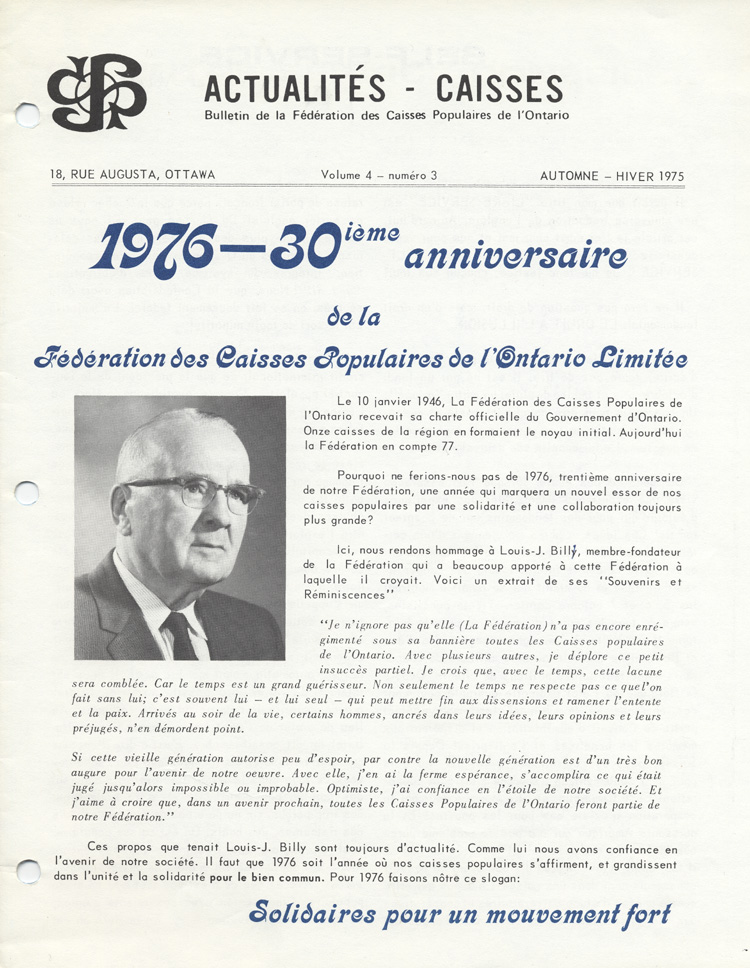 ACTUALITÉS - CAISSES
Bulletin de la Fédération des Caisses Populaires de l'Ontario
18, RUE AUGUSTA, OTTAWA Volume 4 – numéro 3 AUTOMNE – HIVER 1975
1976—30ième anniversaire
de la
Fédération des Caisses Populaires de l'Ontario Limitée
Le 10 janvier 1946, La Fédération des Caisses Populaires de
l'Ontario recevait sa charte officielle du Gouvernement d'Ontario.
Onze caisses de la région en formaient le noyau initial. Aujourd'hui
la Fédération en compte 77.
Pourquoi ne ferions-nous pas de 1976, trentième anniversaire
de notre Fédération, une année qui marquera un nouvel essor de nos
caisses populaires par une solidarité et une collaboration toujours
plus grande?
Ici, nous rendons hommage à Louis-J. Billy, membre-fondateur
de la Fédération qui a beaucoup apporté à cette Fédération à
laquelle il croyait. Voici un extrait de ses "Souvenirs et
Réminiscences"
"Je n'ignore pas qu'elle (La Fédération) n'a pas encore enré-
gimenté sous sa bannière toutes les Caisses populaires
de l'Ontario. Avec plusieurs autres, je déplore ce petit
insuccès partiel. Je crois que, avec le temps, cette lacune
sera comblée. Car le temps est un grand guérisseur. Non seulement le temps ne respecte pas ce quel'on
fait sans lui; c'est souvent lui – et lui seul – qui peut mettre fin aux dissensions et ramener l'entente
et la paix. Arrivés au soir de la vie, certains hommes, ancrés dans leurs idées, leurs opinions et leurs
préjugés, n'en démordent point.
Si cette vieille génération autorise peu d'espoir, par contre la nouvelle génération est d'un très bon
augure pour l'avenir de notre oeuvre. Avec elle, j'en ai la ferme espérance, s'accomplira ce qui était
jugé jusqu'alors impossible ou improbable. Optimiste, j'ai confiance en l'étoile de notre société. Et
j'aime à croire que, dans un avenir prochain, toutes les Caisses Populaires de l'Ontario feront partie de
notre Fédération."
Ces propos que tenait Louis-J. Billy sont toujours d'actualité. Comme lui nous avons confiance en
l'avenir de notre société. Il faut que 1976 soit l'année où nos caisses populaires s'affirment, et grandissent
dans l'unité et la solidarité pour le bien commun. Pour 1976 faisons nôtre ce slogan:
Solidaires pour un mouvement fort